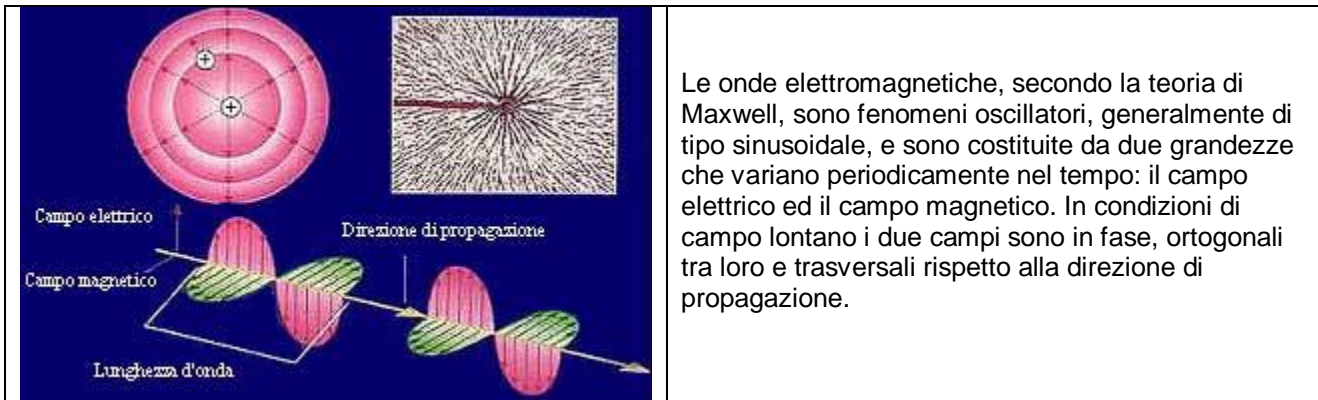 Campo elettrico
Direzione di propagazione
Campo magnetico
Lunghezza d'onda
Le onde elettromagnetiche, secondo la teoria di
Maxwell, sono fenomeni oscillatori, generalmente di
tipo sinusoidale, e sono costituite da due grandezze
che variano periodicamente nel tempo: il campo
elettrico ed il campo magnetico. In condizioni di
campo lontano i due campi sono in fase, ortogonali
tra loro e trasversali rispetto alla direzione di
propagazione.